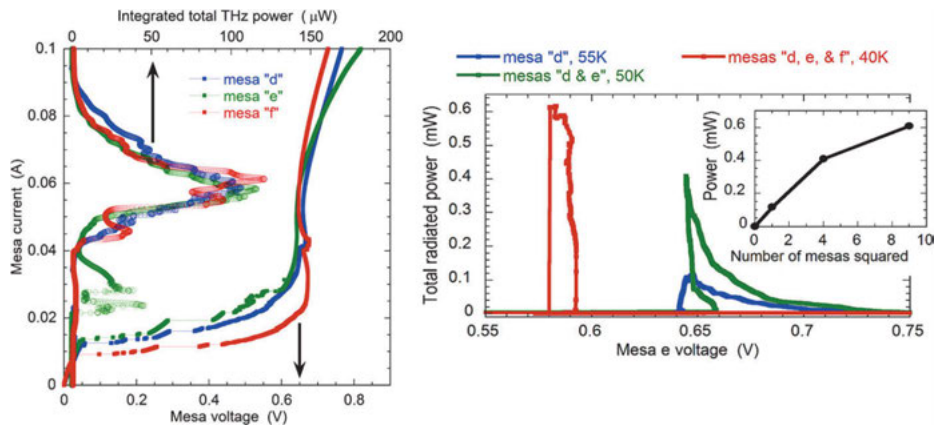 Integrated total THz power ( μW)
0 50 100 150 200
0.1
0.08
0.06
0.04
0.02
0
Mesa current (A)
mesa "d"
mesa "e"
mesa "f"
0 0.2 0.4 0.6 0.8
Mesa voltage (V)
mesa "d", 55K
mesas "d, e, & f", 40K
mesas "d & e", 50K
0.6
0.5
0.4
0.3
0.2
0.1
0
Total radiated power (mW)
0.55 0.6 0.65 0.7 0.75
Mesa e voltage (V)
0.6
0.4
0.2
0
Power (mW)
0 2 4 6 8 10
Number of mesas squared